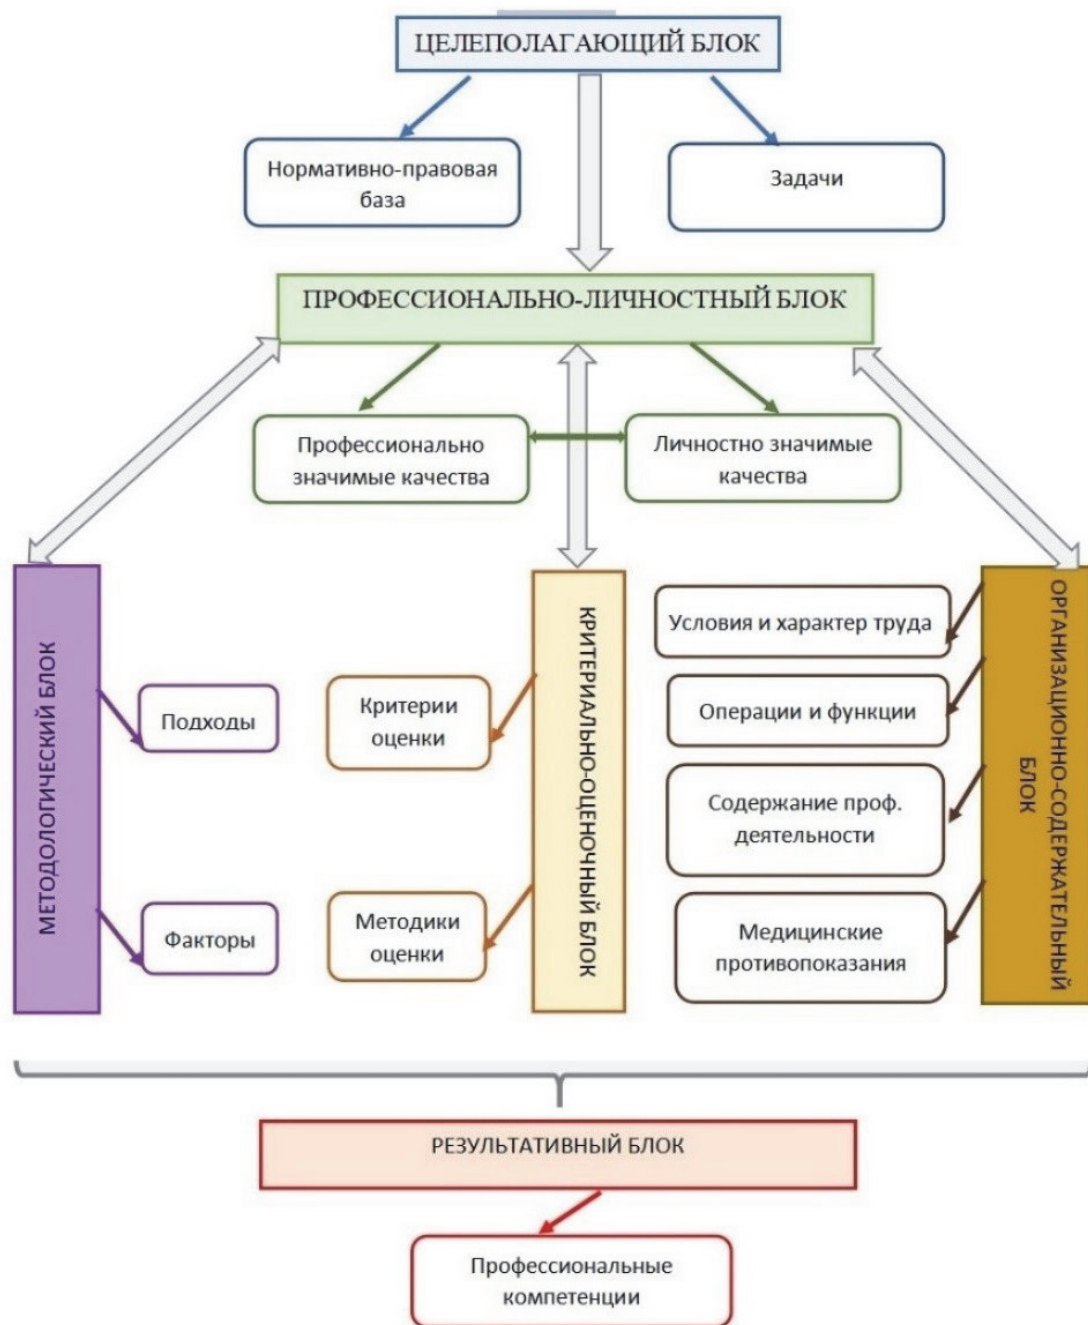 ЦЕЛЕПОЛАГАЮЩИЙ БЛОК
Нормативно-правовая
база
Задачи
ПРОФЕССИОНАЛЬНО-ЛИЧНОСТНЫЙ БЛОК
Профессионально
значимые качества
Личностно значимые
качества
МЕТОДОЛОГИЧЕСКИЙ БЛОК
Подходы
Факторы
КРИТЕРИАЛЬНО-ОЦЕНОЧНЫЙ БЛОК
Критерии
оценки
Методики
оценки
ОРГАНИЗАЦИОННО-СОДЕРЖАТЕЛЬНЫЙ
БЛОК
Условия и характер труда
Операции и функции
Содержание проф.
деятельности
Медицинские
противопоказания
РЕЗУЛЬТАТИВНЫЙ БЛОК
Профессиональные
компетенции